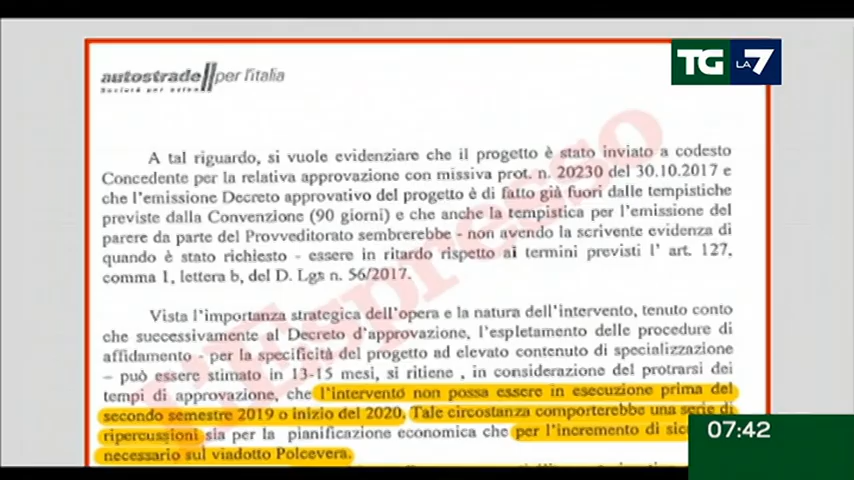 TG LA7
autostrade per l'italia
Società per azioni
A tal riguardo, si vuole evidenziare che il progetto è stato inviato a codesto
Concedente per la relativa approvazione con missiva prot. n. 20230 del 30.10.2017 e
che l'emissione Decreto approvativo del progetto è di fatto già fuori dalle tempistiche
previste dalla Convenzione (90 giorni) e che anche la tempistica per l'emissione del
parere da parte del Provveditorato sembrerebbe - non avendo la scrivente evidenza di
quando è stato richiesto - essere in ritardo rispetto ai termini previsti l' art. 127,
comma 1, lettera b, del D. Lgs n. 56/2017.
Vista l'importanza strategica dell'opera e la natura dell'intervento, tenuto conto
che successivamente al Decreto d'approvazione, l'espletamento delle procedure di
affidamento - per la specificità del progetto ad elevato contenuto di specializzazione
– può essere stimato in 13-15 mesi, si ritiene , in considerazione del protrarsi dei
tempi di approvazione, che l'intervento non possa essere in esecuzione prima del
secondo semestre 2019 o inizio del 2020. Tale circostanza comporterebbe una serie di
ripercussioni sia per la pianificazione economica che per l'incremento di sic
necessario sul viadotto Polcevera.
L'Espresso
07:42